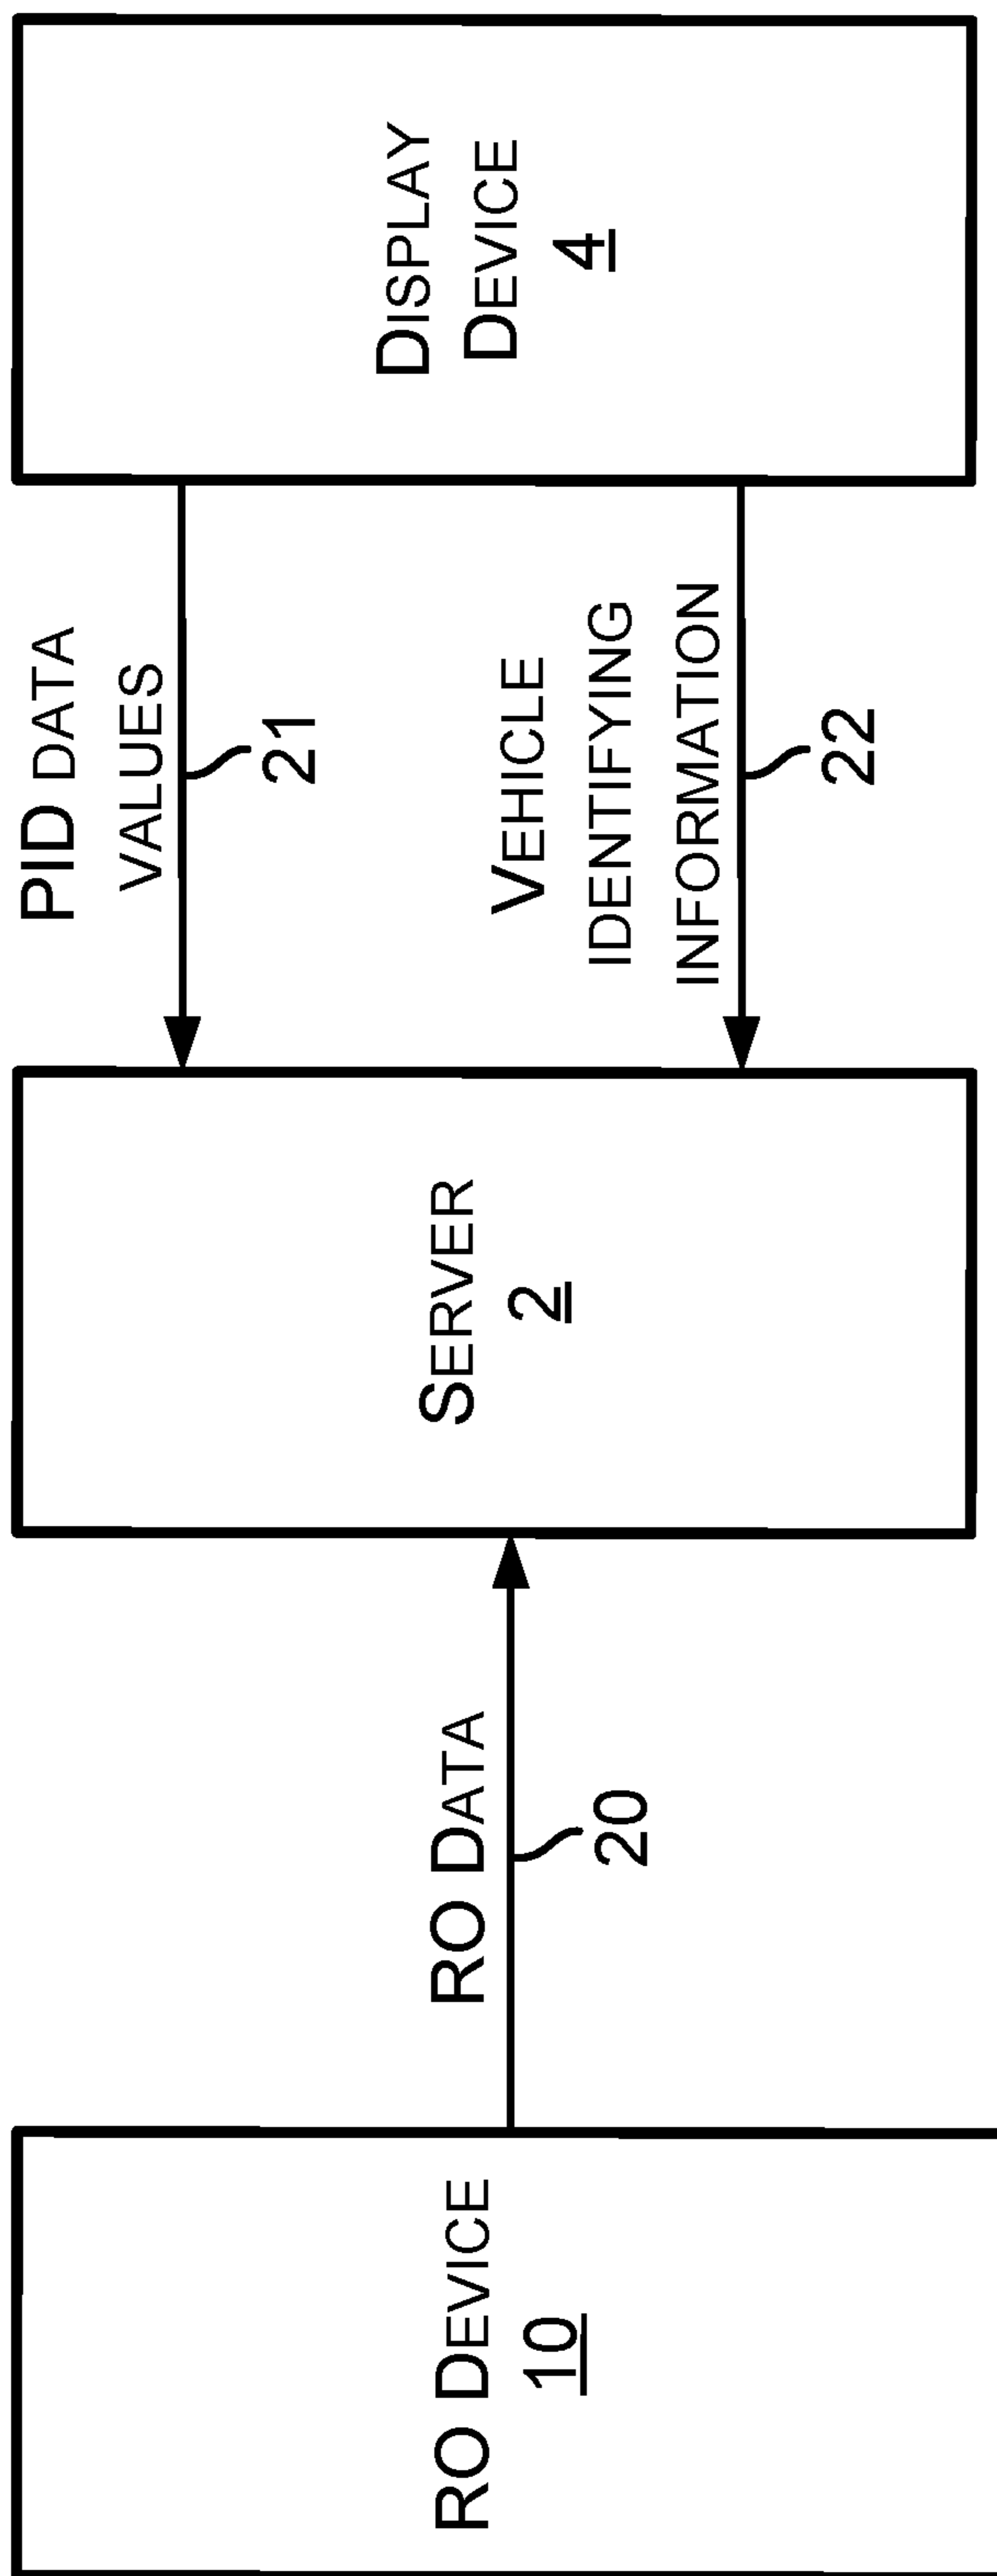 RO DEVICE
10
RO DATA
20
SERVER
2
PID DATA
VALUES
21
VEHICLE
IDENTIFYING
INFORMATION
22
DISPLAY
DEVICE
4